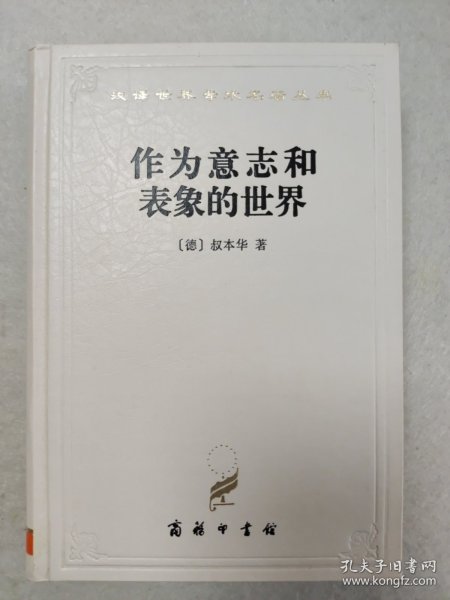 汉译世界学术名著丛书
作为意志和
表象的世界
〔德〕叔本华 著
商务印书馆
孔夫子旧书网
www.kongfz.com